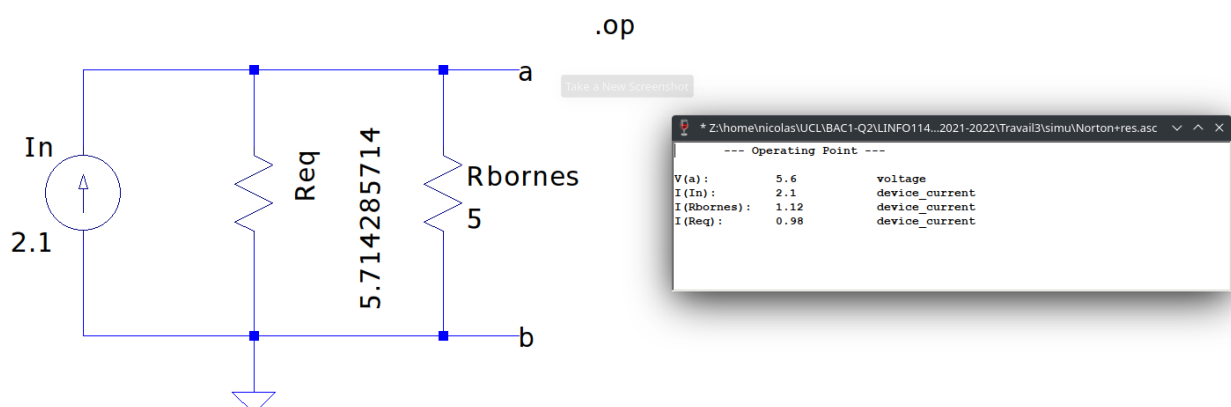 .op
a
Take a New Screenshot
In
2.1
Req
5.714285714
Rbornes
5
b
* Z:\home\nicolas\UCL\BAC1-Q2\LINFO114...2021-2022\Travail3\simu\Norton+res.asc
--- Operating Point ---
V(a): 5.6 voltage
I(In): 2.1 device_current
I(Rbornes): 1.12 device_current
I(Req): 0.98 device_current